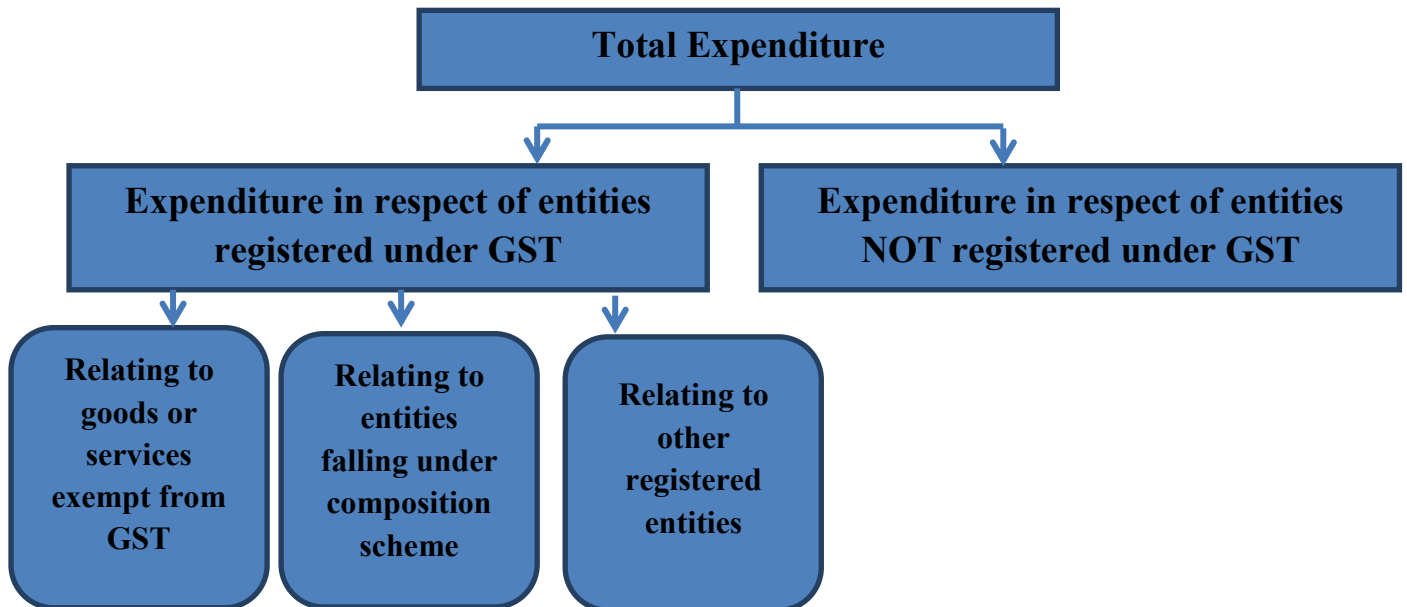 Total Expenditure
Expenditure in respect of entities
registered under GST
Expenditure in respect of entities
NOT registered under GST
Relating to
goods or
services
exempt from
GST
Relating to
entities
falling under
composition
scheme
Relating to
other
registered
entities